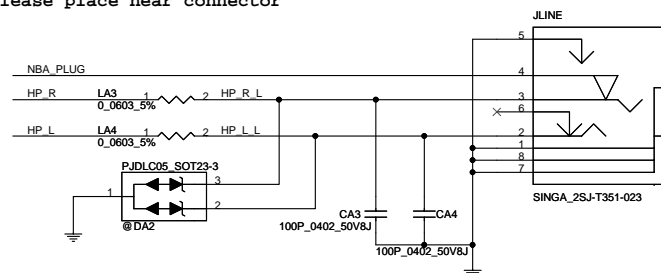 lease place near connector
JLINE
5
NBA_PLUG 4
HP_R LA3 1 2 HP_R_L 3
0_0603_5%
6
HP_L LA4 1 2 HP_L_L 2
0_0603_5%
1
8
7
PJDLC05_SOT23-3
3
1
2
@DA2
SINGA_2SJ-T351-023
CA3 CA4
100P_0402_50V8J
100P_0402_50V8J